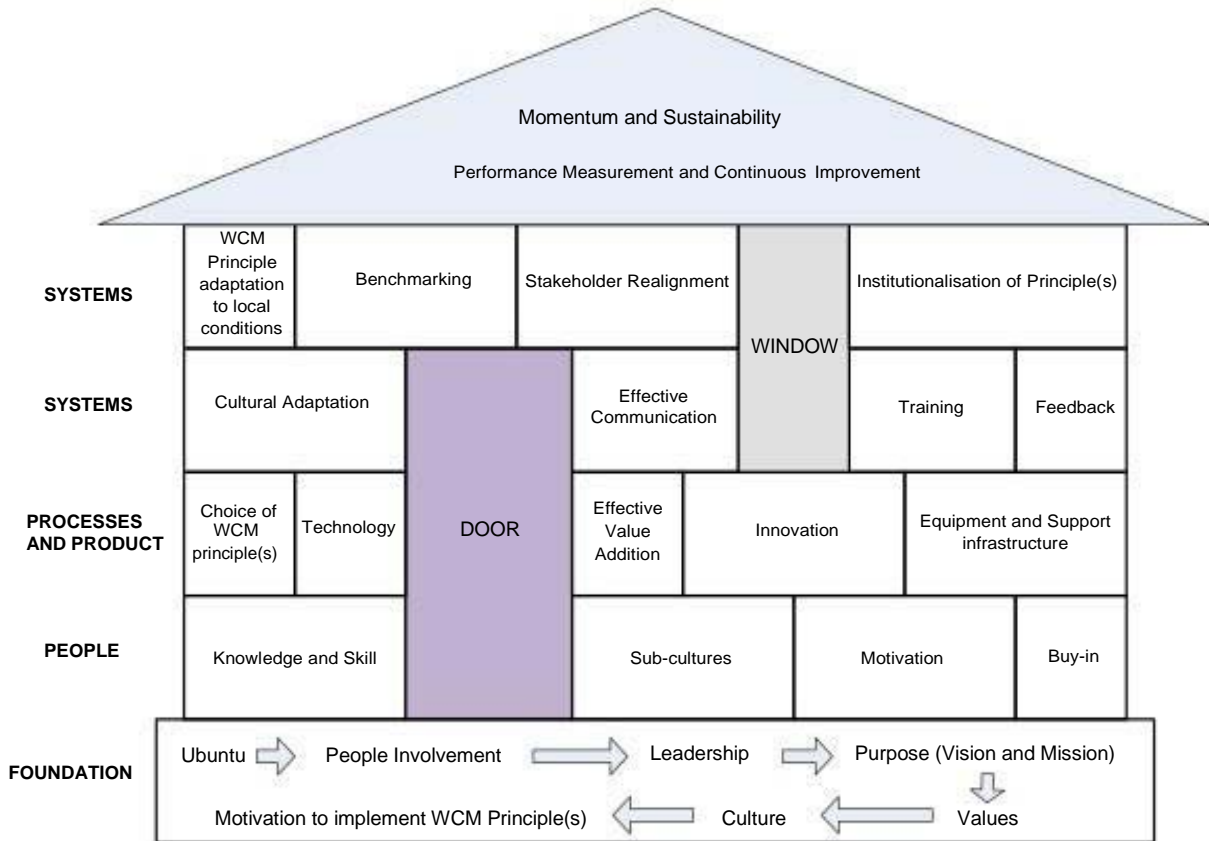 Momentum and Sustainability
Performance Measurement and Continuous Improvement
SYSTEMS
WCM
Principle
adaptation
to local
conditions
Benchmarking
Stakeholder Realignment
WINDOW
Institutionalisation of Principle(s)
SYSTEMS
Cultural Adaptation
DOOR
Effective
Communication
Training
Feedback
PROCESSES
AND PRODUCT
Choice of
WCM
principle(s)
Technology
Effective
Value
Addition
Innovation
Equipment and Support
infrastructure
PEOPLE
Knowledge and Skill
Sub-cultures
Motivation
Buy-in
FOUNDATION
Ubuntu
People Involvement
Leadership
Purpose (Vision and Mission)
Values
Culture
Motivation to implement WCM Principle(s)